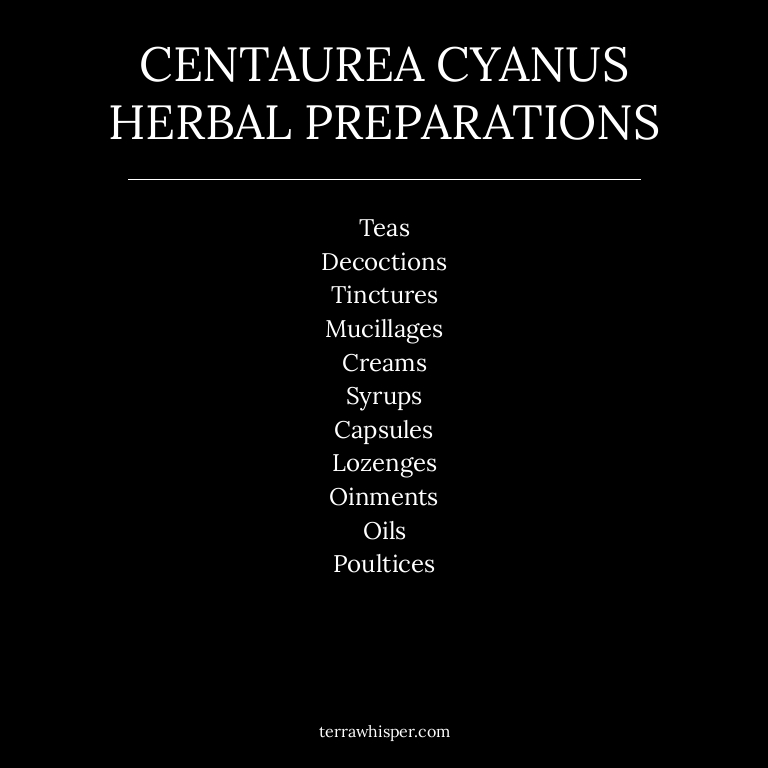 CENTAUREA CYANUS
HERBAL PREPARATIONS
Teas
Decoctions
Tinctures
Mucillages
Creams
Syrups
Capsules
Lozenges
Oinments
Oils
Poultices
terrawhisper.com